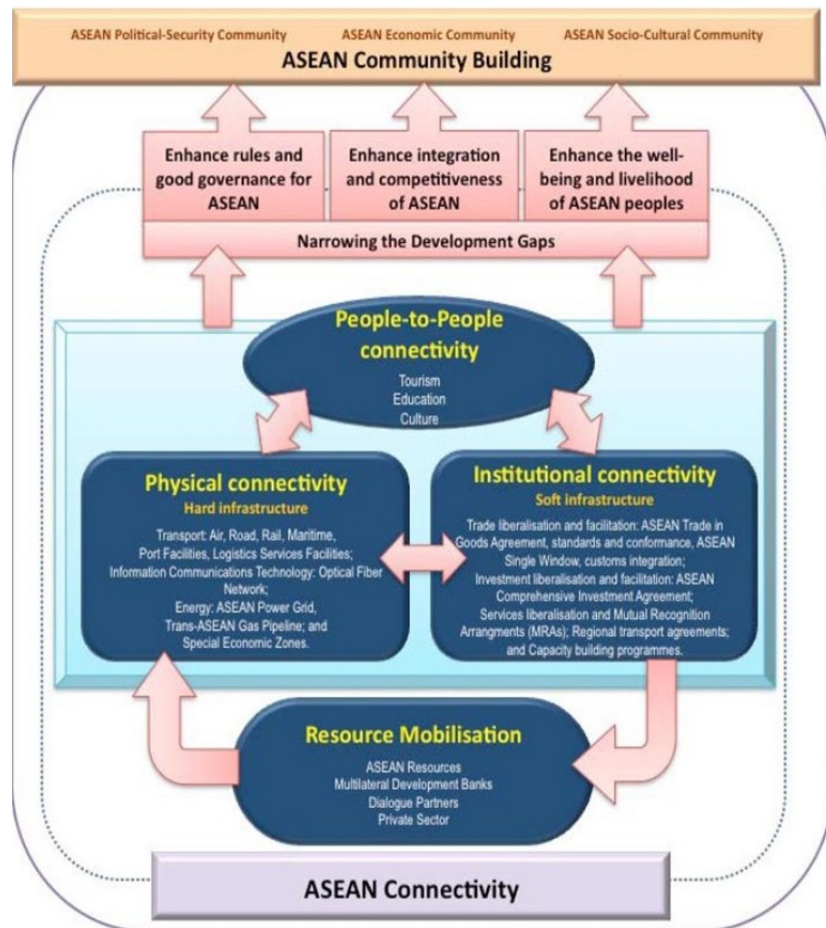 ASEAN Political-Security Community ASEAN Economic Community ASEAN Socio-Cultural Community
ASEAN Community Building
Enhance rules and
good governance for
ASEAN
Enhance integration
and competitiveness
of ASEAN
Enhance the well-
being and livelihood
of ASEAN peoples
Narrowing the Development Gaps
People-to-People
connectivity
Tourism
Education
Culture
Physical connectivity
Hard infrastructure
Transport: Air, Road, Rail, Maritime,
Port Facilities, Logistics Services Facilities;
Information Communications Technology: Optical Fiber
Network;
Energy: ASEAN Power Grid,
Trans-ASEAN Gas Pipeline; and
Special Economic Zones.
Institutional connectivity
Soft infrastructure
Trade liberalisation and facilitation: ASEAN Trade in
Goods Agreement, standards and conformance, ASEAN
Single Window, customs integration;
Investment liberalisation and facilitation: ASEAN
Comprehensive Investment Agreement;
Services liberalisation and Mutual Recognition
Arrangments (MRAs); Regional transport agreements;
and Capacity building programmes.
Resource Mobilisation
ASEAN Resources
Multilateral Development Banks
Dialogue Partners
Private Sector
ASEAN Connectivity